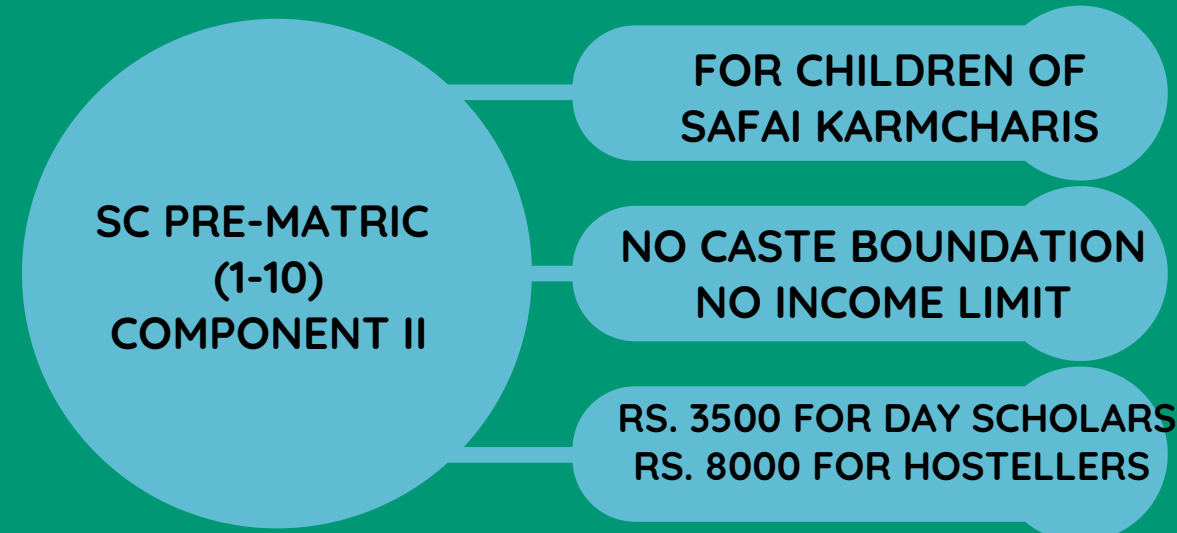 SC PRE-MATRIC
(1-10)
COMPONENT II
FOR CHILDREN OF
SAFAI KARMCHARIS
NO CASTE BOUNDATION
NO INCOME LIMIT
RS. 3500 FOR DAY SCHOLARS
RS. 8000 FOR HOSTELLERS